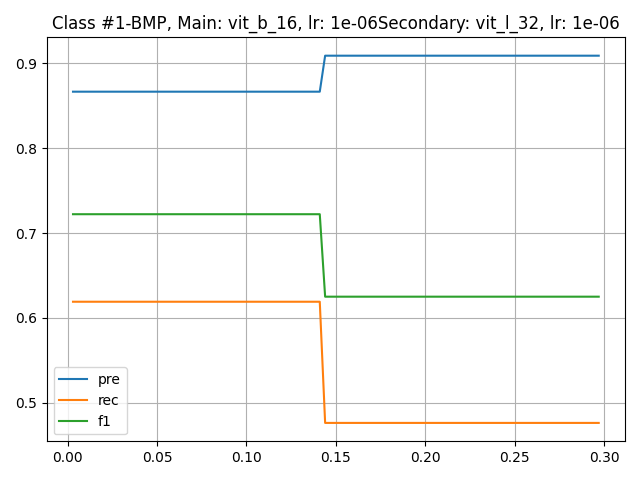 Class #1-BMP, Main: vit_b_16, lr: 1e-06Secondary: vit_l_32, lr: 1e-06
0.9
0.8
0.7
0.6
0.5
pre
rec
f1
0.00 0.05 0.10 0.15 0.20 0.25 0.30